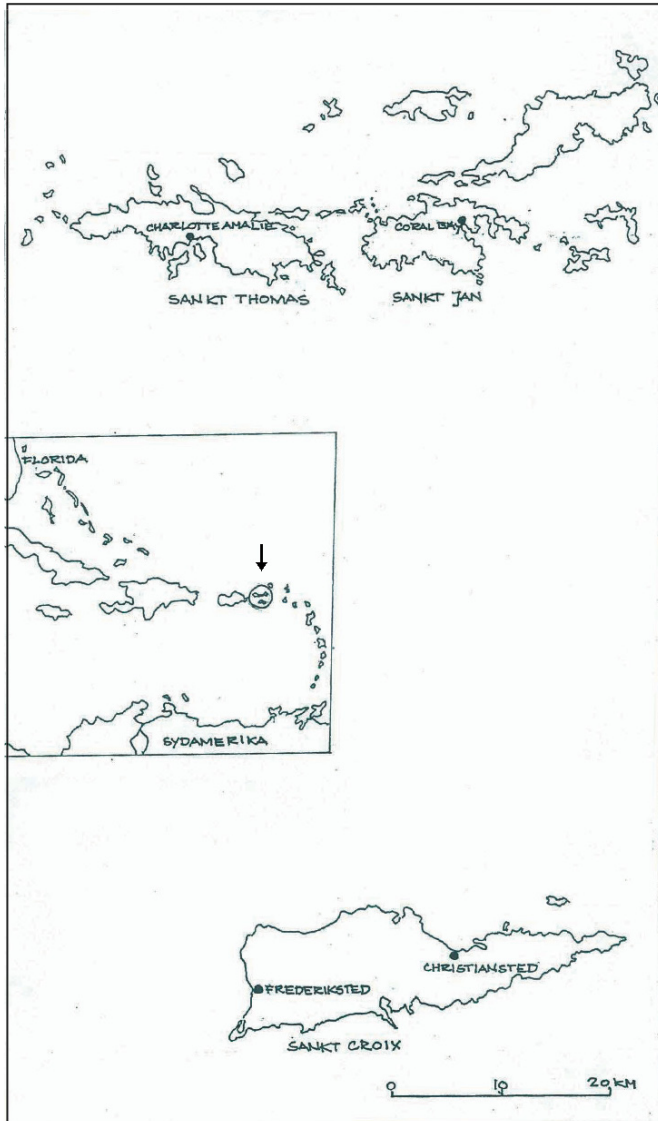 CHARLOTTE AMALIE
CORAL BAY
SANKT THOMAS
SANKT JAN
FLORIDA
SYDAMERIKA
CHRISTIANSTED
FREDERIKSTED
SANKT CROIX
0 10 20 KM